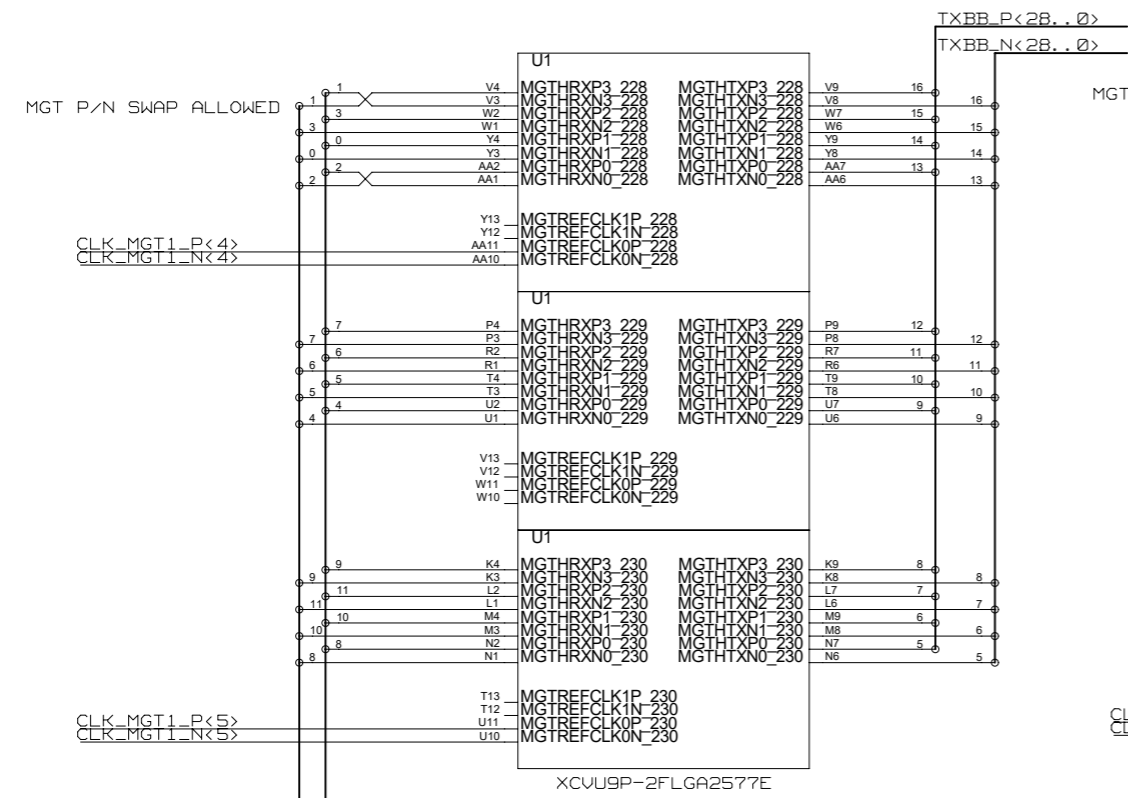 TXBB_P<28..0>
TXBB_N<28..0>
MGT P/N SWAP ALLOWED
MGT
U1
1 V4 MGTHRXP3_228 MGTHTXP3_228 V9 16
1 V3 MGTHRXN3_228 MGTHTXN3_228 V8 16
3 W2 MGTHRXP2_228 MGTHTXP2_228 W7 15
3 W1 MGTHRXN2_228 MGTHTXN2_228 W6 15
0 Y4 MGTHRXP1_228 MGTHTXP1_228 Y9 14
0 Y3 MGTHRXN1_228 MGTHTXN1_228 Y8 14
2 AA2 MGTHRXP0_228 MGTHTXP0_228 AA7 13
2 AA1 MGTHRXN0_228 MGTHTXN0_228 AA6 13
Y13 MGTREFCLK1P_228
Y12 MGTREFCLK1N_228
CLK_MGT1_P<4> AA11 MGTREFCLK0P_228
CLK_MGT1_N<4> AA10 MGTREFCLK0N_228
U1
7 P4 MGTHRXP3_229 MGTHTXP3_229 P9 12
7 P3 MGTHRXN3_229 MGTHTXN3_229 P8 12
6 R2 MGTHRXP2_229 MGTHTXP2_229 R7 11
6 R1 MGTHRXN2_229 MGTHTXN2_229 R6 11
5 T4 MGTHRXP1_229 MGTHTXP1_229 T9 10
5 T3 MGTHRXN1_229 MGTHTXN1_229 T8 10
4 U2 MGTHRXP0_229 MGTHTXP0_229 U7 9
4 U1 MGTHRXN0_229 MGTHTXN0_229 U6 9
V13 MGTREFCLK1P_229
V12 MGTREFCLK1N_229
W11 MGTREFCLK0P_229
W10 MGTREFCLK0N_229
U1
9 K4 MGTHRXP3_230 MGTHTXP3_230 K9 8
9 K3 MGTHRXN3_230 MGTHTXN3_230 K8 8
11 L2 MGTHRXP2_230 MGTHTXP2_230 L7 7
11 L1 MGTHRXN2_230 MGTHTXN2_230 L6 7
10 M4 MGTHRXP1_230 MGTHTXP1_230 M9 6
10 M3 MGTHRXN1_230 MGTHTXN1_230 M8 6
8 N2 MGTHRXP0_230 MGTHTXP0_230 N7 5
8 N1 MGTHRXN0_230 MGTHTXN0_230 N6 5
T13 MGTREFCLK1P_230
T12 MGTREFCLK1N_230
CLK_MGT1_P<5> U11 MGTREFCLK0P_230
CLK_MGT1_N<5> U10 MGTREFCLK0N_230
CL
CL
XCVU9P-2FLGA2577E